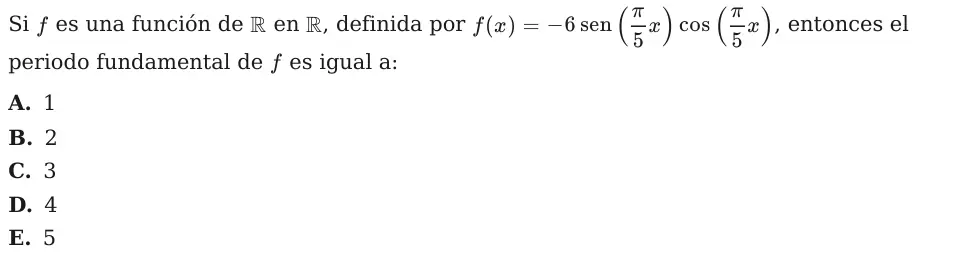 Si f es una función de ℝ en ℝ, definida por f(x) = −6 sen (π/5 x) cos (π/5 x), entonces el
periodo fundamental de f es igual a:
A. 1
B. 2
C. 3
D. 4
E. 5